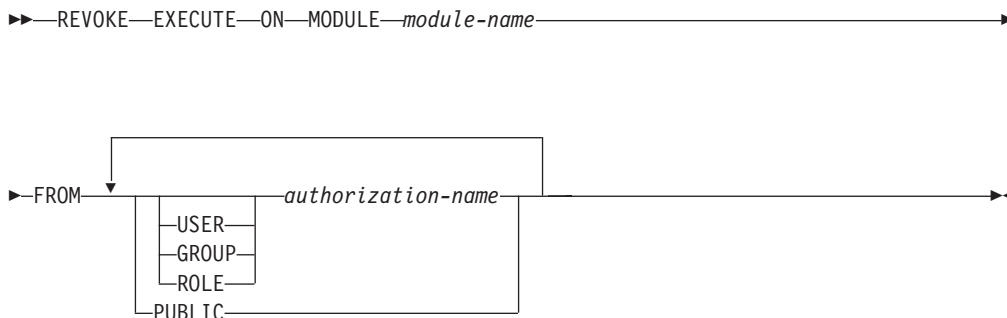 REVOKE EXECUTE ON MODULE module-name
FROM authorization-name
USER
GROUP
ROLE
PUBLIC